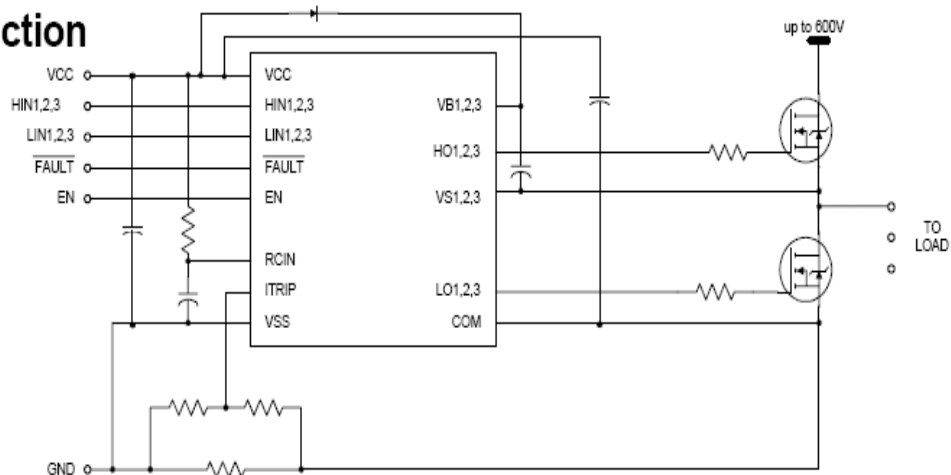 ction
up to 600V
VCC
HIN1,2,3
LIN1,2,3
FAULT
EN
VCC
HIN1,2,3
LIN1,2,3
FAULT
EN
RCIN
ITRIP
VSS
VB1,2,3
HO1,2,3
VS1,2,3
LO1,2,3
COM
TO
LOAD
GND